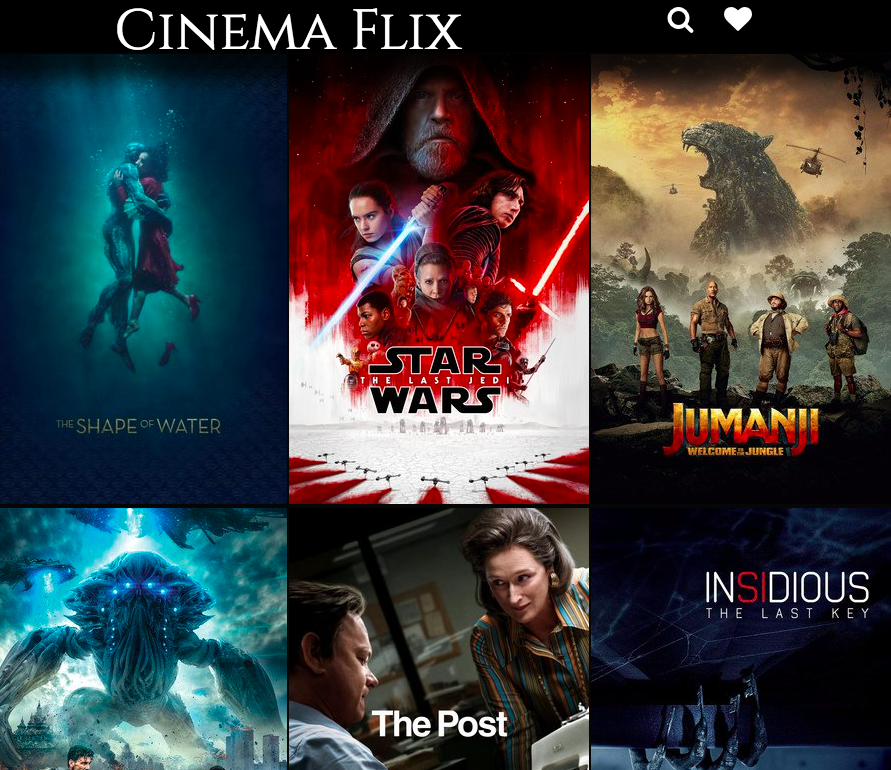 CINEMA FLIX
THE SHAPE OF WATER
STAR
THE LAST JEDI
WARS
JUMANJI
WELCOME TO THE JUNGLE
INSIDIOUS
THE LAST KEY
The Post